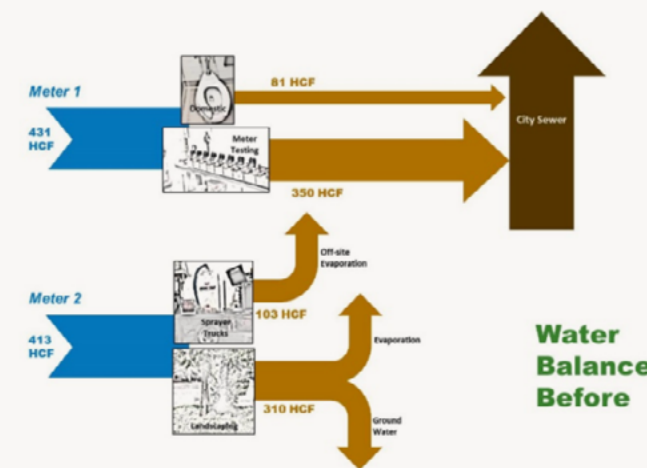 81 HCF
Meter 1
Domestic
City Sewer
431
HCF
Meter
Testing
350 HCF
Off-site
Evaporation
Meter 2
103 HCF
Sprayer
Trucks
413
HCF
Evaporation
Water
Balance
Before
310 HCF
Ground
Water
Landscaping